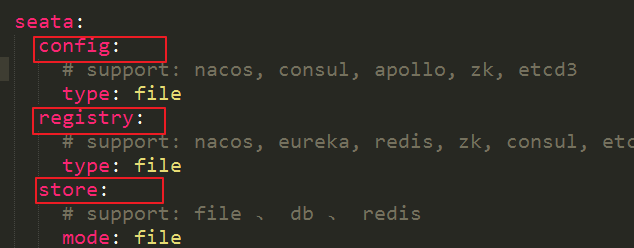 seata:
config:
# support: nacos, consul, apollo, zk, etcd3
type: file
registry:
# support: nacos, eureka, redis, zk, consul, etc
type: file
store:
# support: file 、 db 、 redis
mode: file